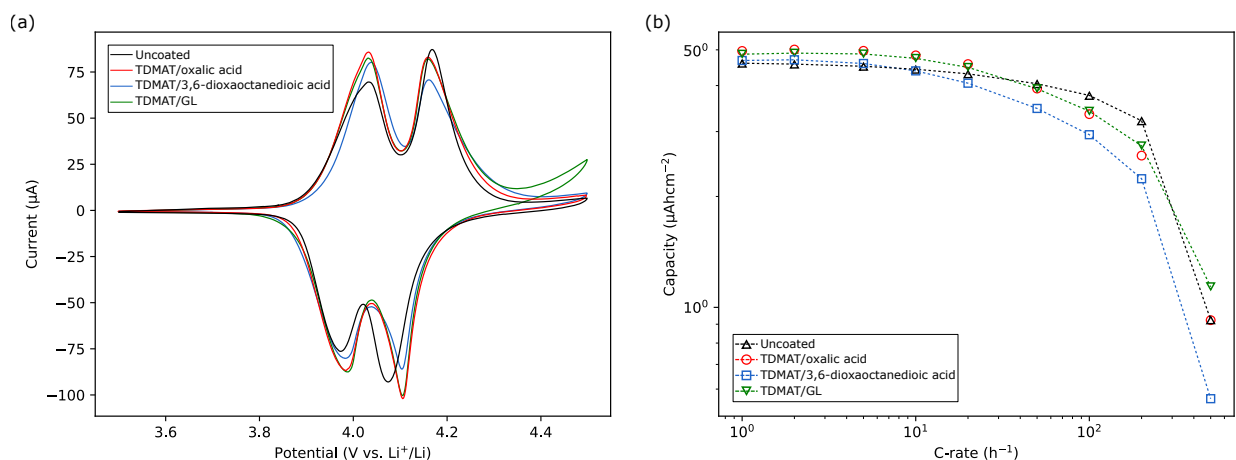 (a)
Uncoated
TDMAT/oxalic acid
TDMAT/3,6-dioxaoctanedioic acid
TDMAT/GL
75
50
25
0
−25
−50
−75
−100
Current (µA)
3.6
3.8
4.0
4.2
4.4
Potential (V vs. Li⁺/Li)
(b)
5⁰
10⁰
Capacity (µAhcm⁻²)
Uncoated
TDMAT/oxalic acid
TDMAT/3,6-dioxaoctanedioic acid
TDMAT/GL
10⁰
10¹
10²
C-rate (h⁻¹)